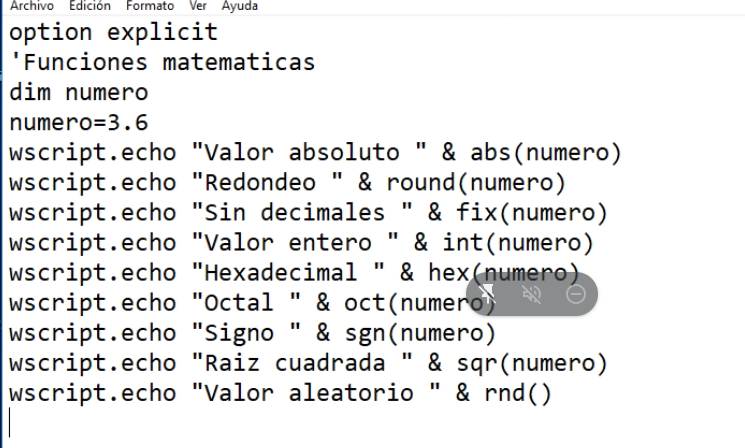 Archivo Edición Formato Ver Ayuda
option explicit
'Funciones matematicas
dim numero
numero=3.6
wscript.echo "Valor absoluto " & abs(numero)
wscript.echo "Redondeo " & round(numero)
wscript.echo "Sin decimales " & fix(numero)
wscript.echo "Valor entero " & int(numero)
wscript.echo "Hexadecimal " & hex(numero)
wscript.echo "Octal " & oct(numero)
wscript.echo "Signo " & sgn(numero)
wscript.echo "Raiz cuadrada " & sqr(numero)
wscript.echo "Valor aleatorio " & rnd()